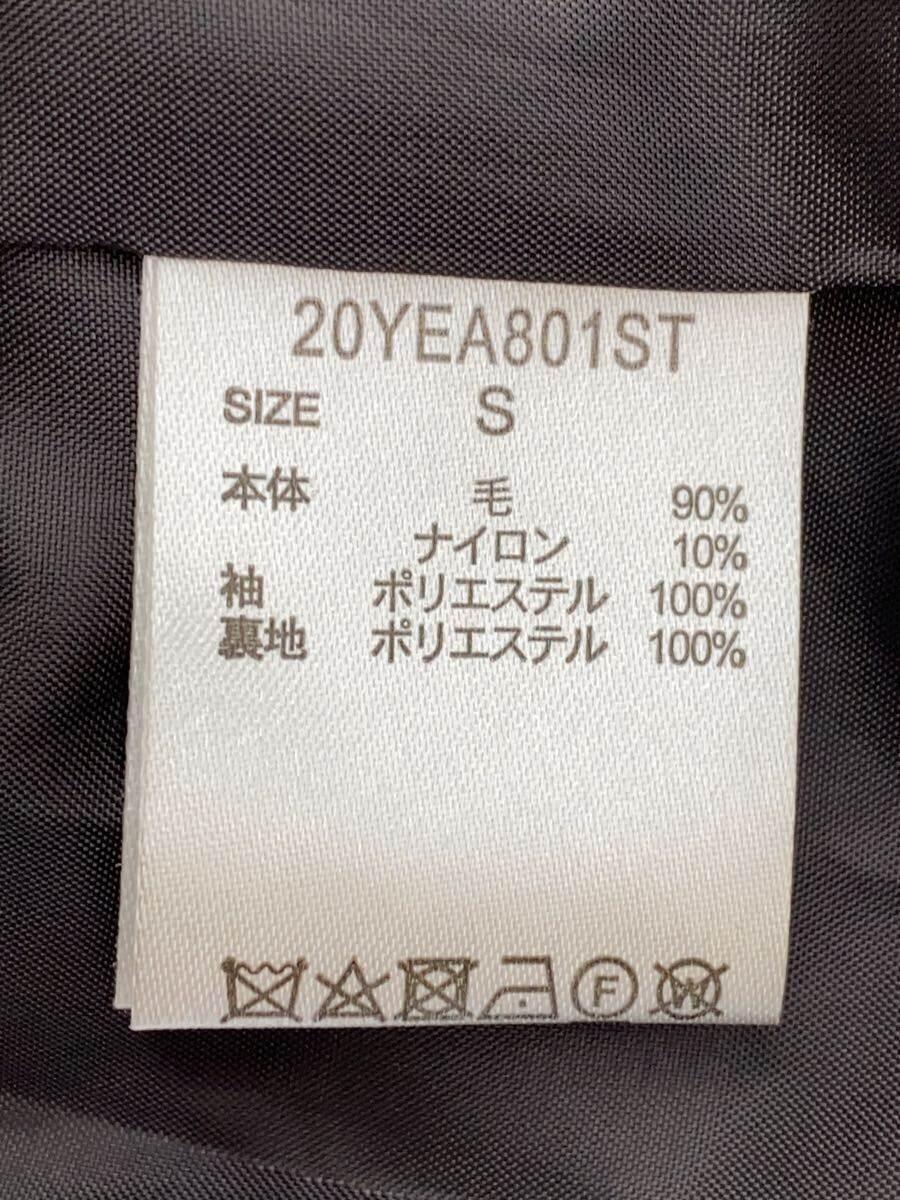 20YEA801ST
SIZE S
本体 毛 90%
ナイロン 10%
袖 ポリエステル 100%
裏地 ポリエステル 100%
F W